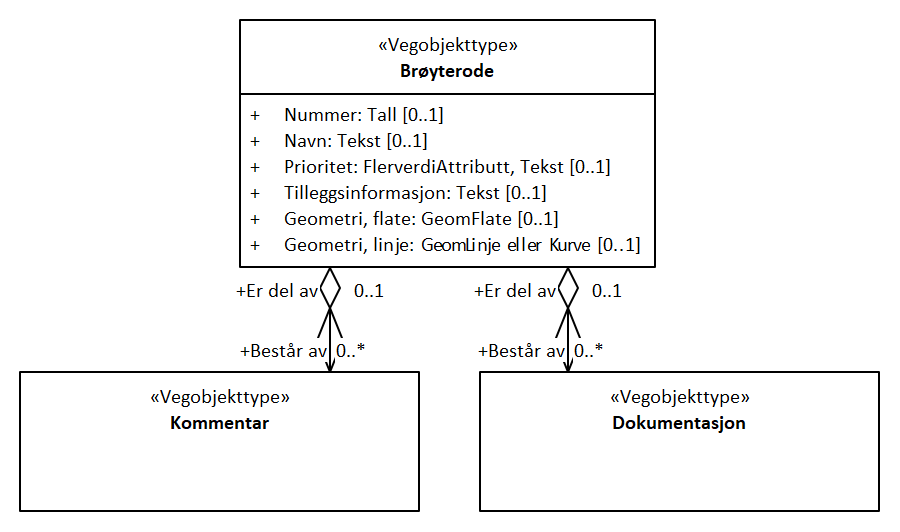 «Vegobjekttype»
Brøyterode
+ Nummer: Tall [0..1]
+ Navn: Tekst [0..1]
+ Prioritet: FlerverdiAttributt, Tekst [0..1]
+ Tilleggsinformasjon: Tekst [0..1]
+ Geometri, flate: GeomFlate [0..1]
+ Geometri, linje: GeomLinje eller Kurve [0..1]
+Er del av 0..1
+Er del av 0..1
+Består av 0..*
+Består av 0..*
«Vegobjekttype»
Kommentar
«Vegobjekttype»
Dokumentasjon